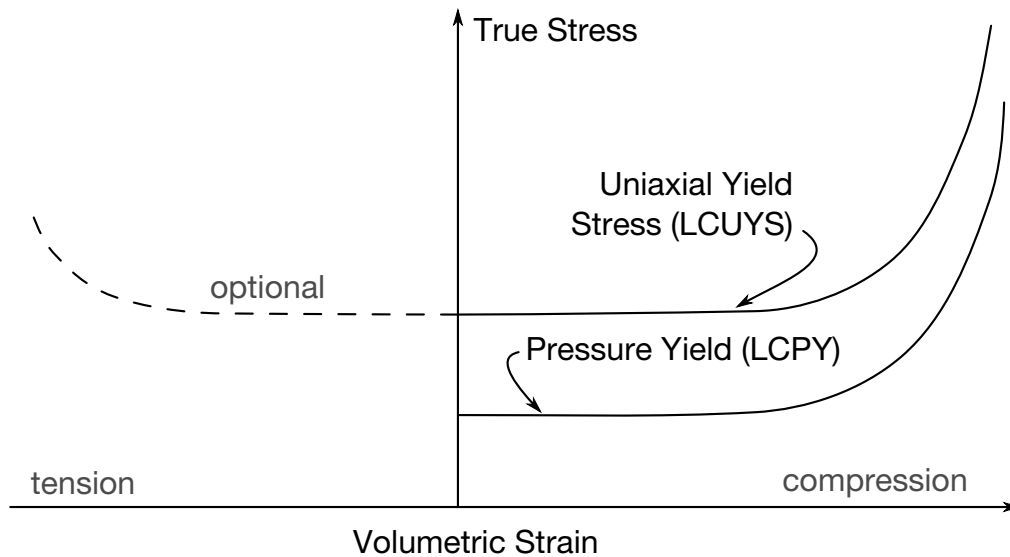 True Stress
Uniaxial Yield
Stress (LCUYS)
optional
Pressure Yield (LCPY)
tension
compression
Volumetric Strain